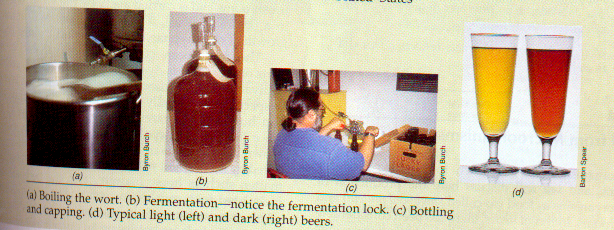 States
Byron Burch
Byron Burch
Byron Burch
Barton Spear
(a)
(b)
(c)
(d)
(a) Boiling the wort. (b) Fermentation—notice the fermentation lock. (c) Bottling
and capping. (d) Typical light (left) and dark (right) beers.